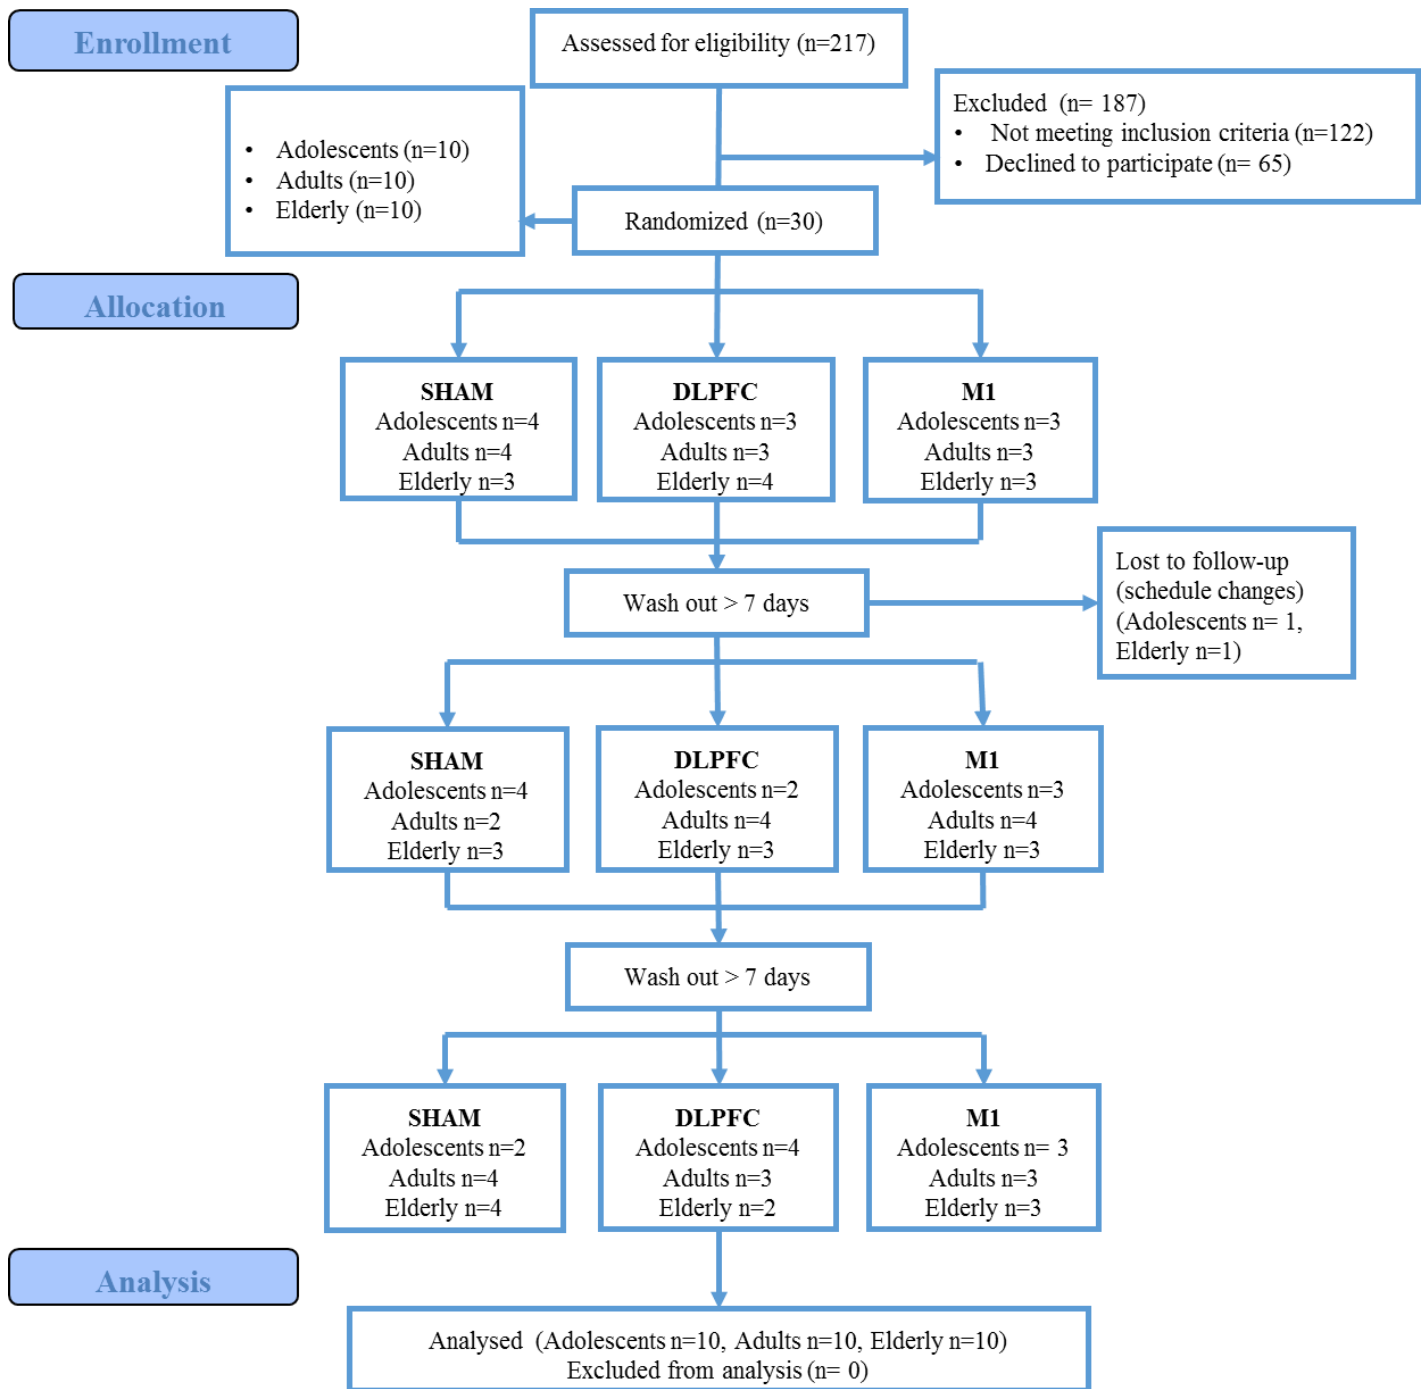 Enrollment
Assessed for eligibility (n=217)
Excluded (n= 187)
• Not meeting inclusion criteria (n=122)
• Declined to participate (n= 65)
• Adolescents (n=10)
• Adults (n=10)
• Elderly (n=10)
Randomized (n=30)
Allocation
SHAM
Adolescents n=4
Adults n=4
Elderly n=3
DLPFC
Adolescents n=3
Adults n=3
Elderly n=4
M1
Adolescents n=3
Adults n=3
Elderly n=3
Wash out > 7 days
Lost to follow-up
(schedule changes)
(Adolescents n= 1,
Elderly n=1)
SHAM
Adolescents n=4
Adults n=2
Elderly n=3
DLPFC
Adolescents n=2
Adults n=4
Elderly n=3
M1
Adolescents n=3
Adults n=4
Elderly n=3
Wash out > 7 days
SHAM
Adolescents n=2
Adults n=4
Elderly n=4
DLPFC
Adolescents n=4
Adults n=3
Elderly n=2
M1
Adolescents n= 3
Adults n=3
Elderly n=3
Analysis
Analysed (Adolescents n=10, Adults n=10, Elderly n=10)
Excluded from analysis (n= 0)